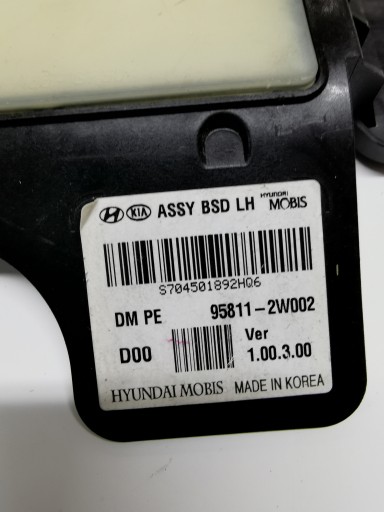 KIA ASSY BSD LH HYUNDAI MOBIS
S704501892HQ6
DM PE 95811-2W002
D00 Ver 1.00.3.00
HYUNDAI MOBIS MADE IN KOREA